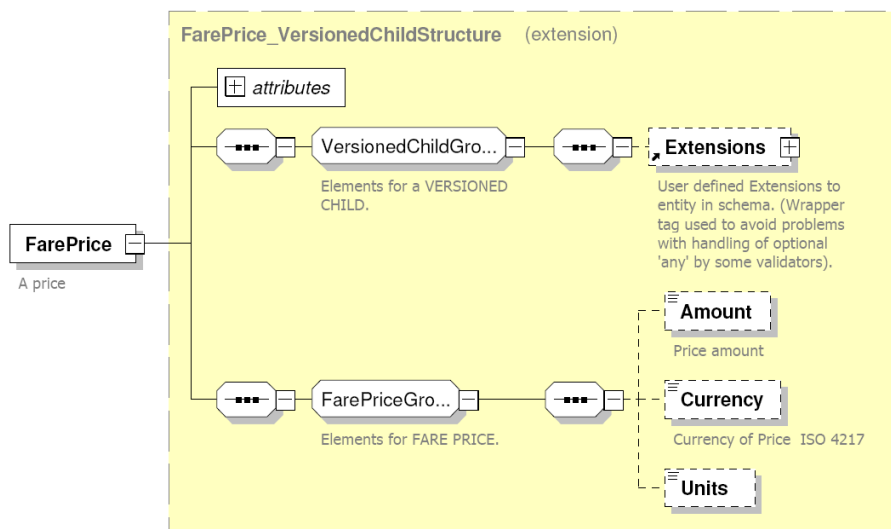 FarePrice_VersionedChildStructure (extension)
attributes
VersionedChildGro...
Extensions
Elements for a VERSIONED
CHILD.
User defined Extensions to
entity in schema. (Wrapper
tag used to avoid problems
with handling of optional
'any' by some validators).
FarePrice
A price
Amount
Price amount
FarePriceGro...
Currency
Elements for FARE PRICE.
Currency of Price ISO 4217
Units